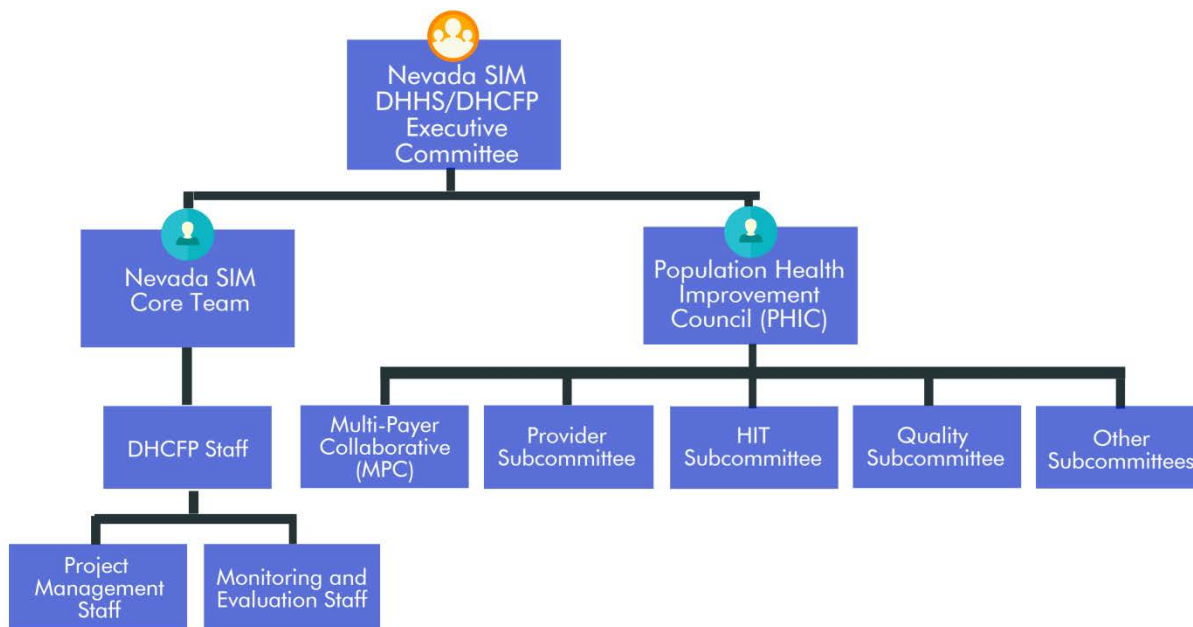 Nevada SIM
DHHS/DHCFP
Executive
Committee
Nevada SIM
Core Team
Population Health
Improvement
Council (PHIC)
DHCFP Staff
Multi-Payer
Collaborative
(MPC)
Provider
Subcommittee
HIT
Subcommittee
Quality
Subcommittee
Other
Subcommittees
Project
Management
Staff
Monitoring and
Evaluation Staff